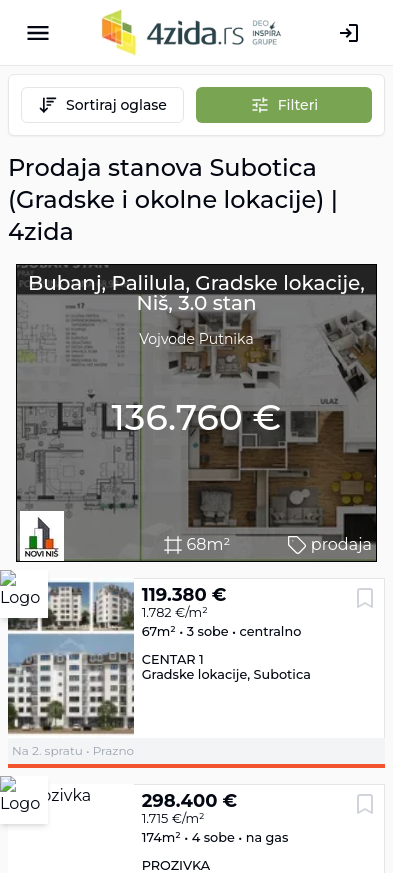 4zida.rs
DEO
INSPIRA
GRUPE
Sortiraj oglase
Filteri
Prodaja stanova Subotica
(Gradske i okolne lokacije) |
4zida
Bubanj, Palilula, Gradske lokacije,
Niš, 3.0 stan
Vojvode Putnika
ULAZ
136.760 €
NOVI NIŠ
68m²
prodaja
Logo
119.380 €
1.782 €/m²
67m² • 3 sobe • centralno
CENTAR 1
Gradske lokacije, Subotica
Na 2. spratu • Prazno
Logo
ozivka
298.400 €
1.715 €/m²
174m² • 4 sobe • na gas
PROZIVKA